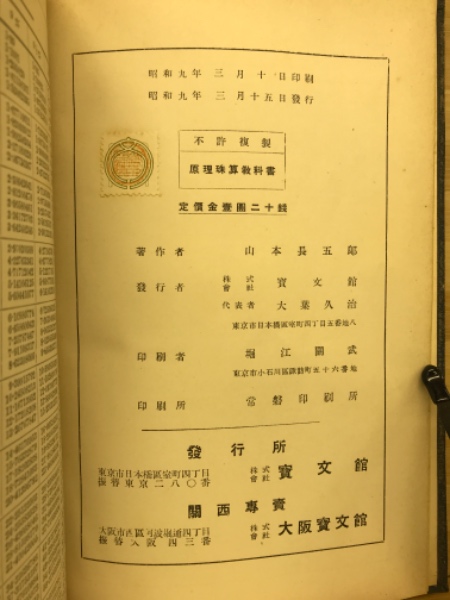 昭和九年三月十日印刷
昭和九年三月十五日發行
不許複製
原理珠算教科書
定價金壹圓二十錢
著作者 山本長五郎
發行者 株式會社 寶文館
代表者 大葉久治
東京市日本橋區室町四丁目五番地八
印刷者 堀江關武
東京市小石川區諏訪町五十六番地
印刷所 常磐印刷所
發行所
東京市日本橋區室町四丁目
振替東京二八〇番
株式會社 寶文館
關西專賣
大阪市西區阿波堀通四丁目
振替大阪四三番
株式會社 大阪寶文館